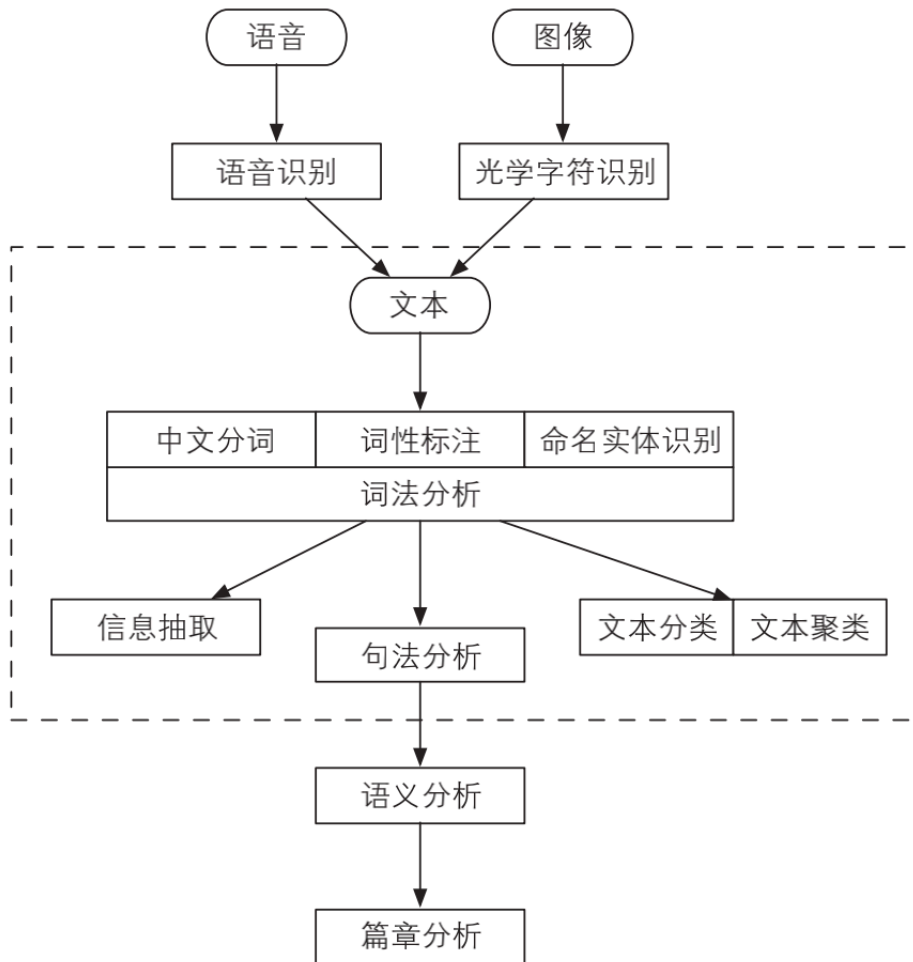 语音
图像
语音识别
光学字符识别
文本
中文分词
词性标注
命名实体识别
词法分析
信息抽取
句法分析
文本分类
文本聚类
语义分析
篇章分析